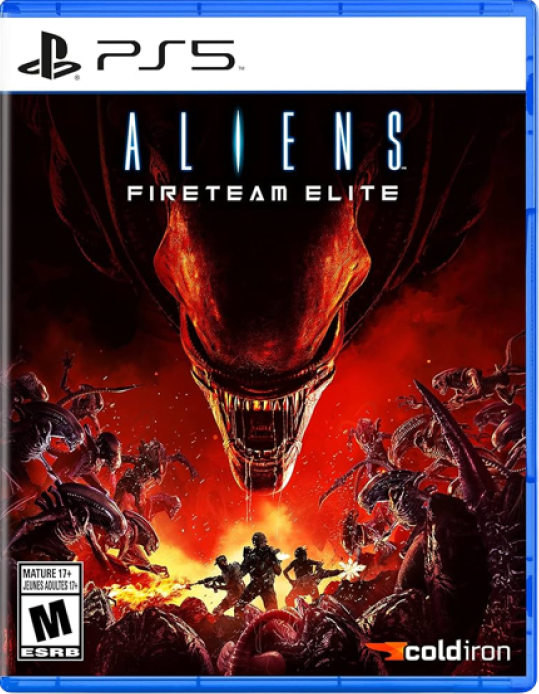 PS5
ALIENS
FIRETEAM ELITE
MATURE 17+
JEUNES ADULTES 17+
M
ESRB
coldiron